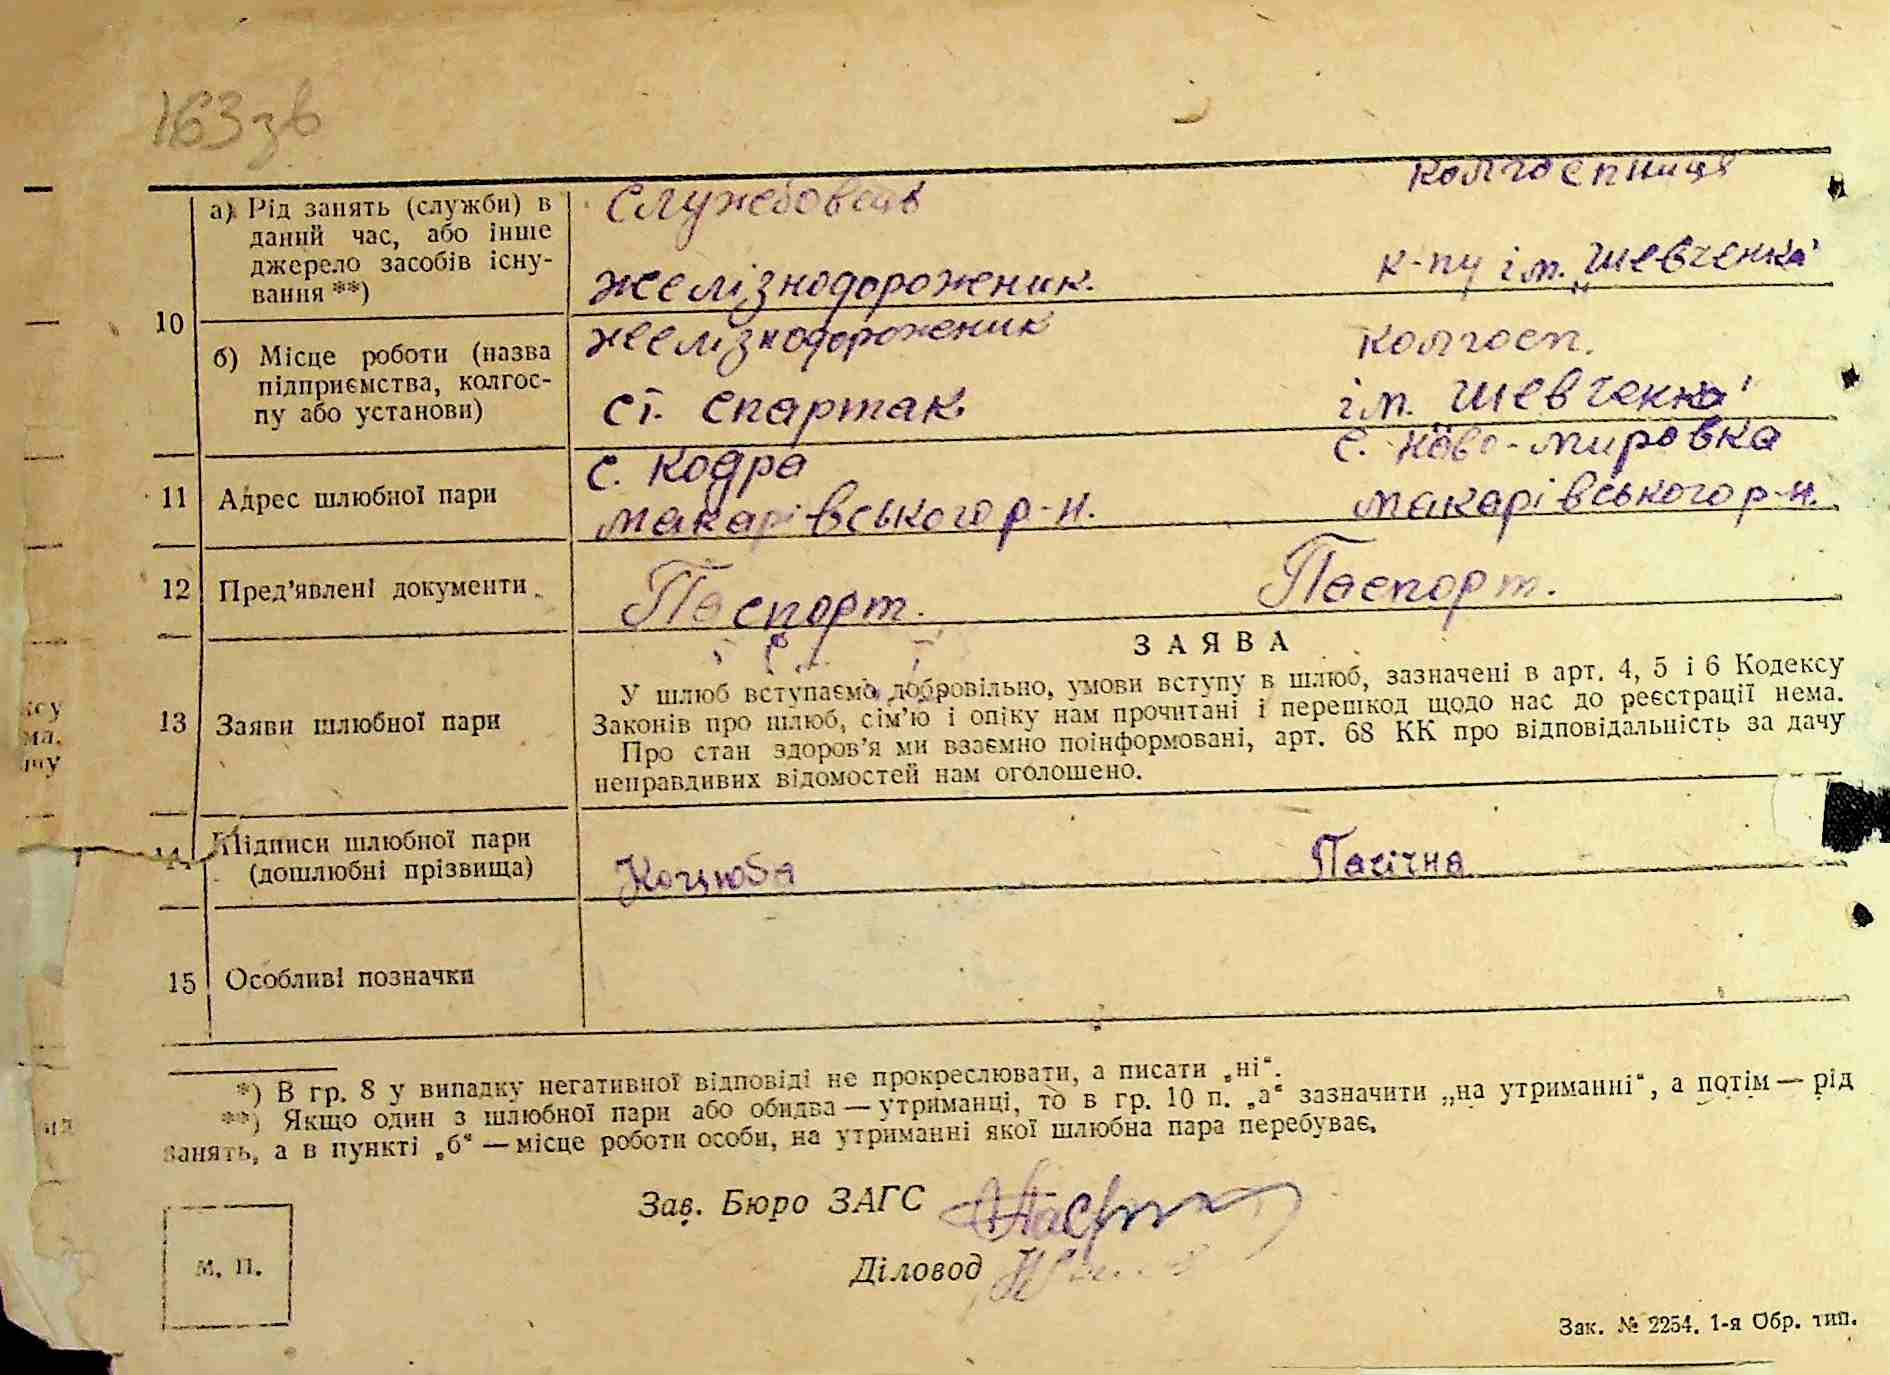 163зв
10
а) Рід занять (служби) в
даний час, або інше
джерело засобів існу-
вання **)
Службовець
желізнодороженик.
колгоспниця
к-пу ім. „Шевченка"
б) Місце роботи (назва
підприємства, колгос-
пу або установи)
желізнодороженик
ст. Спартак.
колгосп.
ім. Шевченка"
11
Адрес шлюбної пари
с. Кодра
макарівського р-н.
с. Ново-мировка
макарівського р-н.
12
Пред'явлені документи
Паспорт.
Паспорт.
13
Заяви шлюбної пари
ЗАЯВА
У шлюб вступаємо добровільно, умови вступу в шлюб, зазначені в арт. 4, 5 і 6 Кодексу
Законів про шлюб, сім'ю і опіку нам прочитані і перешкод щодо нас до реєстрації нема.
Про стан здоров'я ми взаємно поінформовані, арт. 68 КК про відповідальність за дачу
неправдивих відомостей нам оголошено.
14
Підписи шлюбної пари
(дошлюбні прізвища)
Коцюба
Пасічна
15
Особливі позначки
*) В гр. 8 у випадку негативної відповіді не прокреслювати, а писати „ні“.
**) Якщо один з шлюбної пари або обидва — утриманці, то в гр. 10 п. „а“ зазначити „на утриманні“, а потім — рід
занять, а в пункті „б“ — місце роботи особи, на утриманні якої шлюбна пара перебуває.
Зав. Бюро ЗАГС
Діловод
М. П.
Зак. № 2254. 1-я Обр. тип.